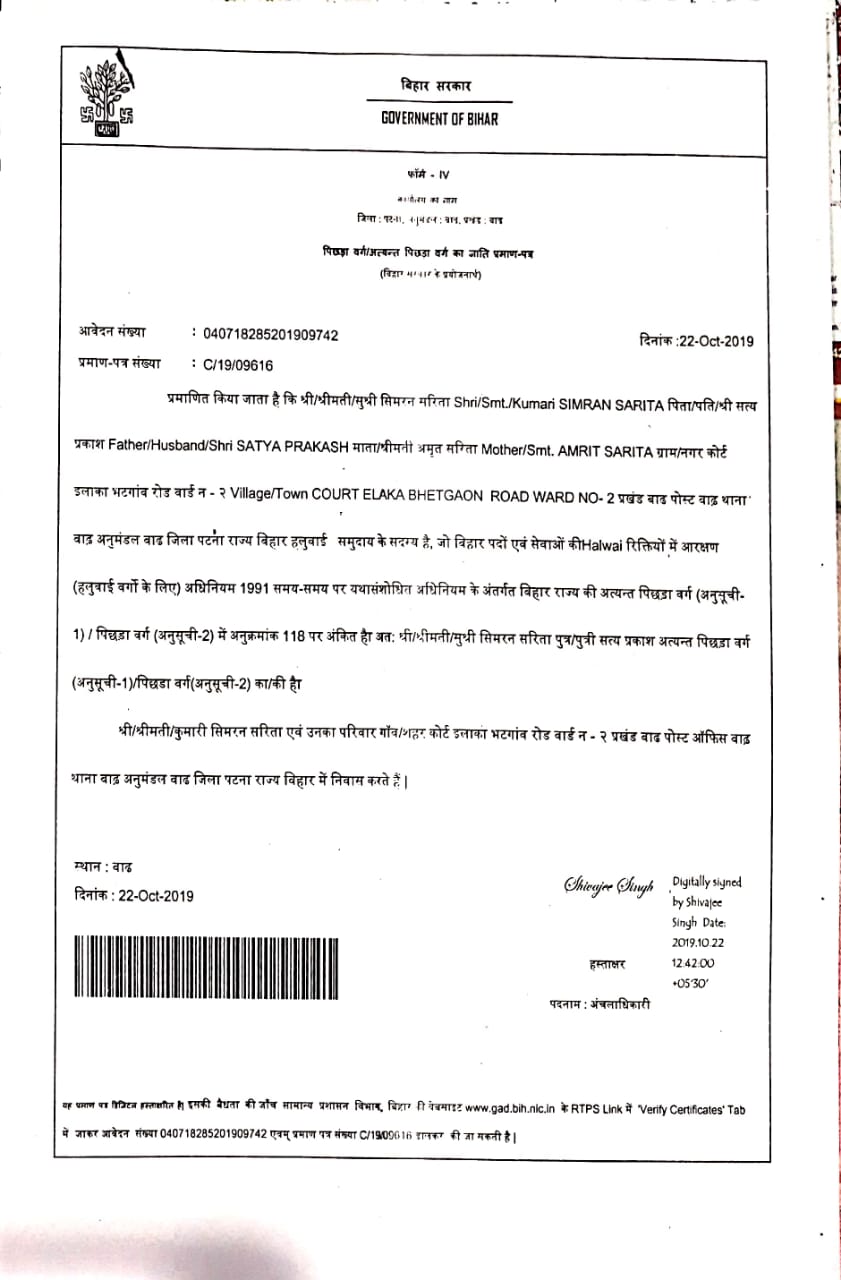 बिहार सरकार
GOVERNMENT OF BIHAR
फॉर्म - IV
कार्यालय का नाम
जिला : पटना, अनुमंडल : बाढ, प्रखंड : बाढ
पिछड़ा वर्ग/अत्यन्त पिछड़ा वर्ग का जाति प्रमाण-पत्र
(बिहार सरकार के प्रयोजनार्थ)
आवेदन संख्या : 040718285201909742
दिनांक :22-Oct-2019
प्रमाण-पत्र संख्या : C/19/09616
प्रमाणित किया जाता है कि श्री/श्रीमती/सुश्री सिमरन सरिता Shri/Smt./Kumari SIMRAN SARITA पिता/पति/श्री सत्य
प्रकाश Father/Husband/Shri SATYA PRAKASH माता/श्रीमती अमृत सरिता Mother/Smt. AMRIT SARITA ग्राम/नगर कोर्ट
इलाका भटगांव रोड वार्ड न - २ Village/Town COURT ELAKA BHETGAON ROAD WARD NO- 2 प्रखंड बाढ पोस्ट बाढ़ थाना
बाढ़ अनुमंडल बाढ जिला पटना राज्य बिहार हलुवाई समुदाय के सदस्य है, जो बिहार पदों एवं सेवाओं कीHalwai रिक्तियों में आरक्षण
(हलुवाई वर्गो के लिए) अधिनियम 1991 समय-समय पर यथासंशोधित अधिनियम के अंतर्गत बिहार राज्य की अत्यन्त पिछड़ा वर्ग (अनुसूची-
1) / पिछड़ा वर्ग (अनुसूची-2) में अनुक्रमांक 118 पर अंकित है। अत: श्री/श्रीमती/सुश्री सिमरन सरिता पुत्र/पुत्री सत्य प्रकाश अत्यन्त पिछड़ा वर्ग
(अनुसूची-1)/पिछड़ा वर्ग(अनुसूची-2) का/की है।
श्री/श्रीमती/कुमारी सिमरन सरिता एवं उनका परिवार गाँव/शहर कोर्ट इलाका भटगांव रोड वार्ड न - २ प्रखंड बाढ पोस्ट ऑफिस बाढ़
थाना बाढ़ अनुमंडल बाढ जिला पटना राज्य बिहार में निवास करते हैं |
स्थान : बाढ
दिनांक : 22-Oct-2019
Shivajee Singh
Digitally signed
by Shivajee
Singh Date:
2019.10.22
12:42:00
+05'30'
हस्ताक्षर
पदनाम : अंचलाधिकारी
यह प्रमाण पत्र डिजिटल हस्ताक्षरित है| इसकी वैधता की जाँच सामान्य प्रशासन विभाग, बिहार की वेबसाइट www.gad.bih.nic.in के RTPS Link में 'Verify Certificates' Tab
में जाकर आवेदन संख्या 040718285201909742 एवम् प्रमाण पत्र संख्या C/19/09616 डालकर की जा सकती है |